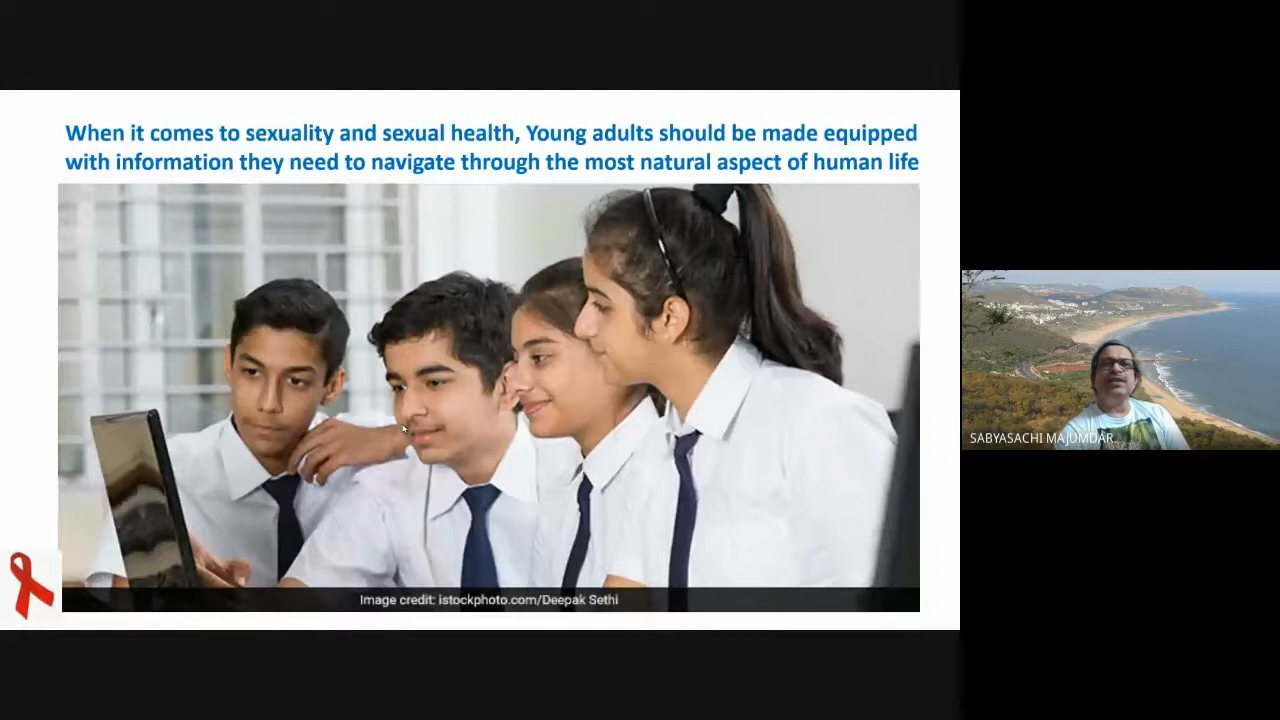 When it comes to sexuality and sexual health, Young adults should be made equipped
with information they need to navigate through the most natural aspect of human life
Image credit: istockphoto.com/Deepak Sethi
SABYASACHI MAJUMDAR